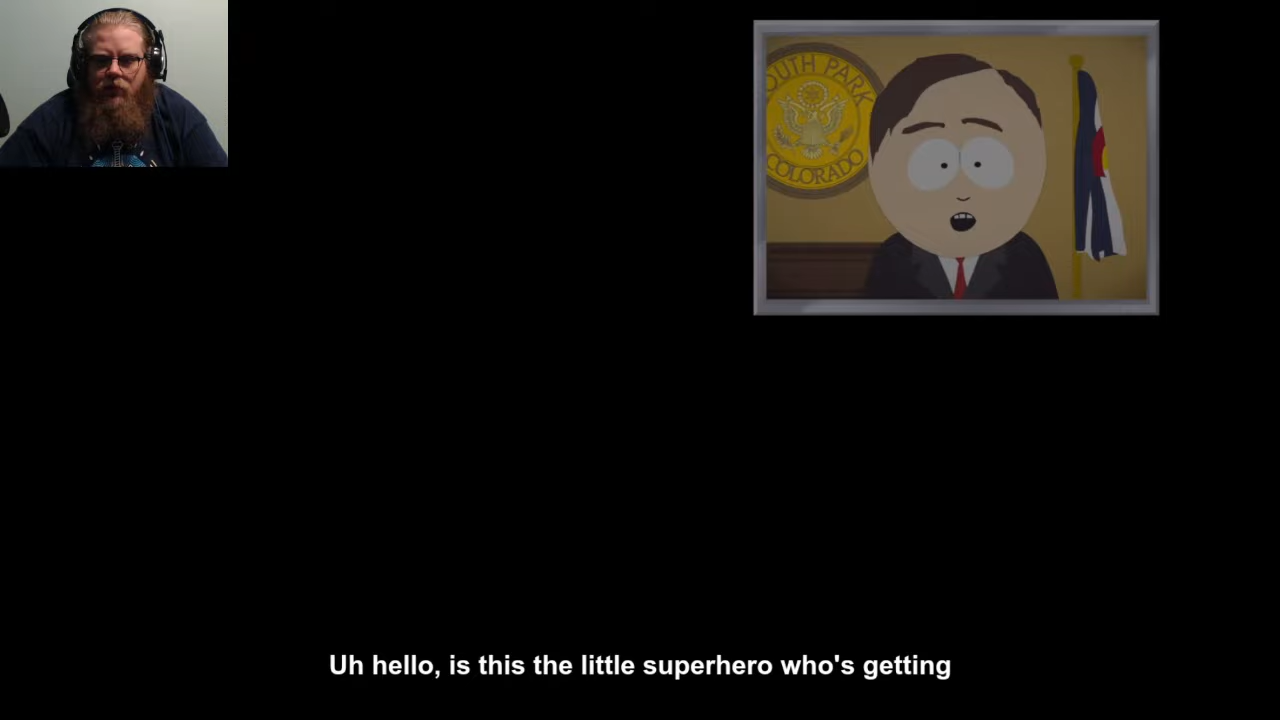 OUTH PARK
COLORADO
Uh hello, is this the little superhero who's getting